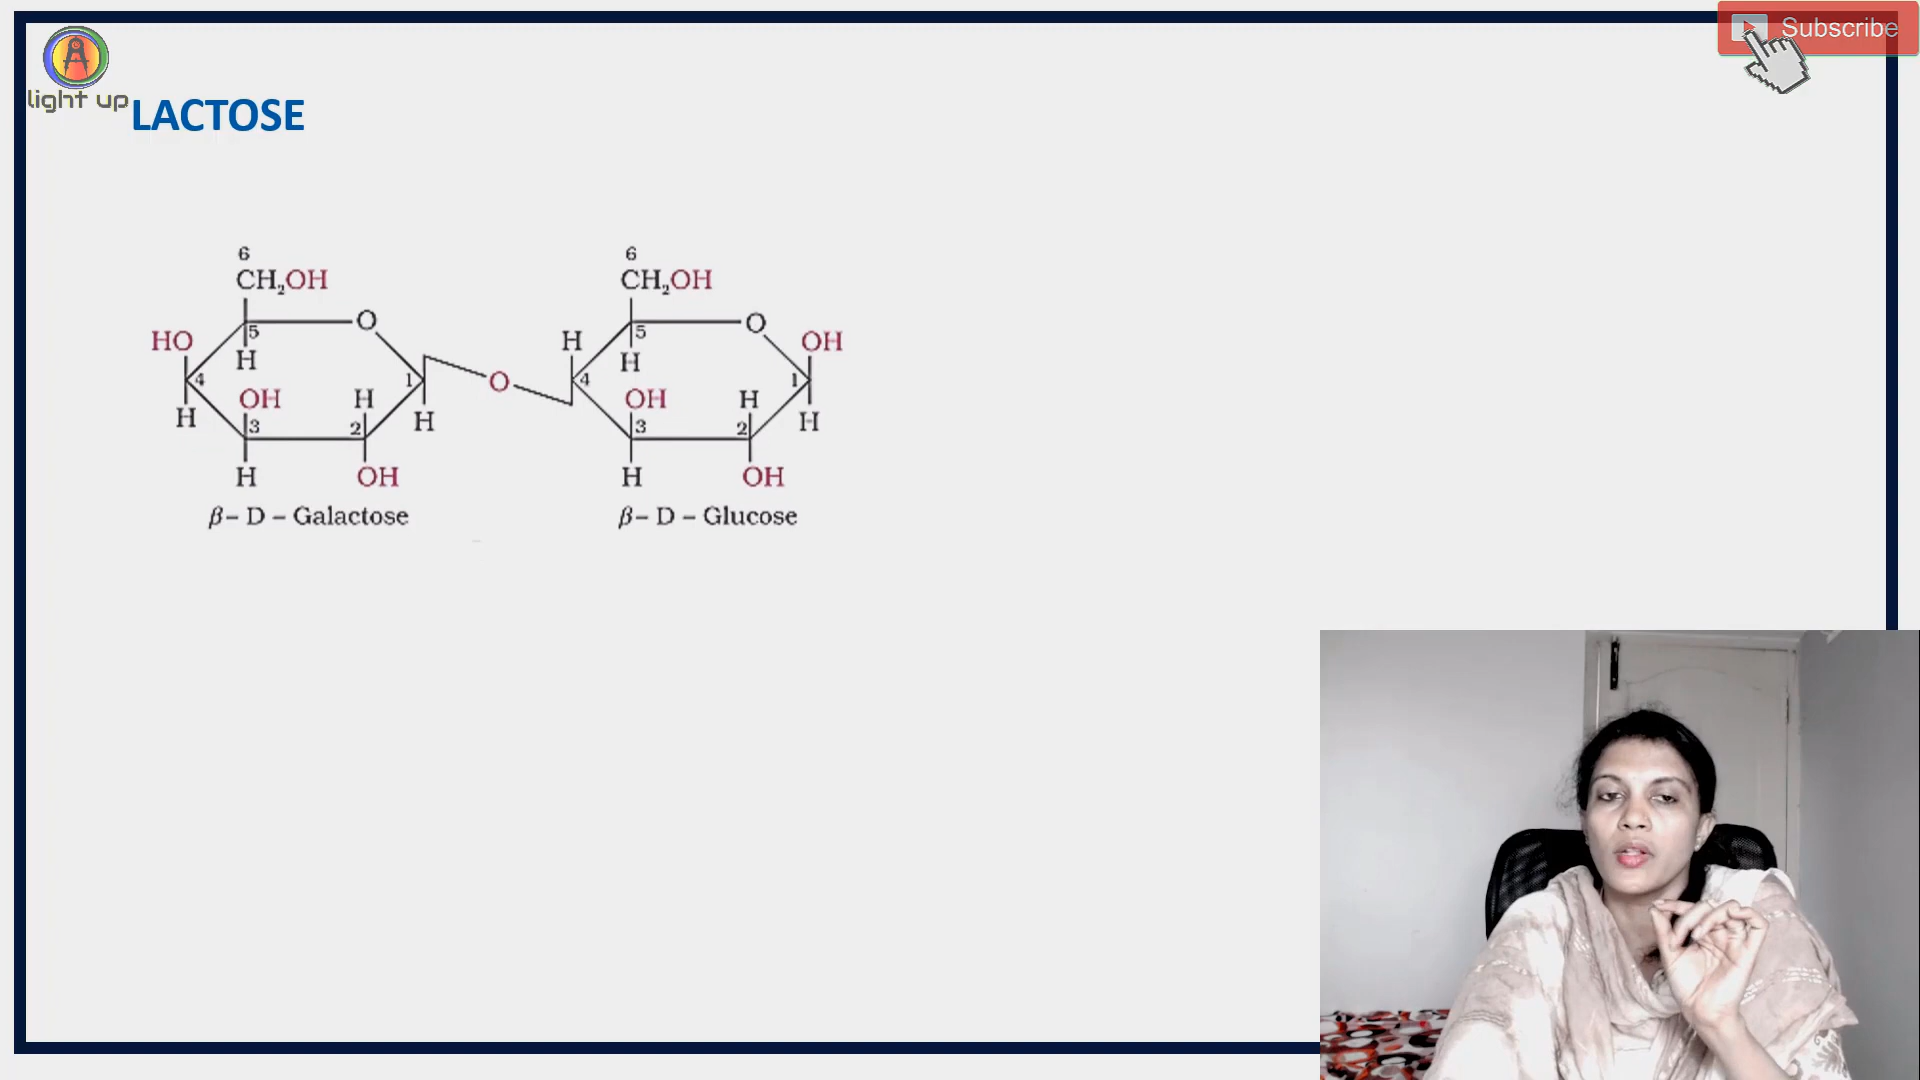 Subscribe
light up
LACTOSE
6 6
CH₂OH CH₂OH
O O
HO 5 H 5 OH
H H
4 1 O 4 1
OH H OH H
H 3 2 H 3 2 H
H OH H OH
β– D – Galactose β– D – Glucose